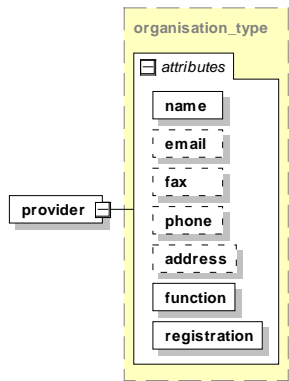 organisation_type
attributes
name
email
fax
phone
provider
address
function
registration